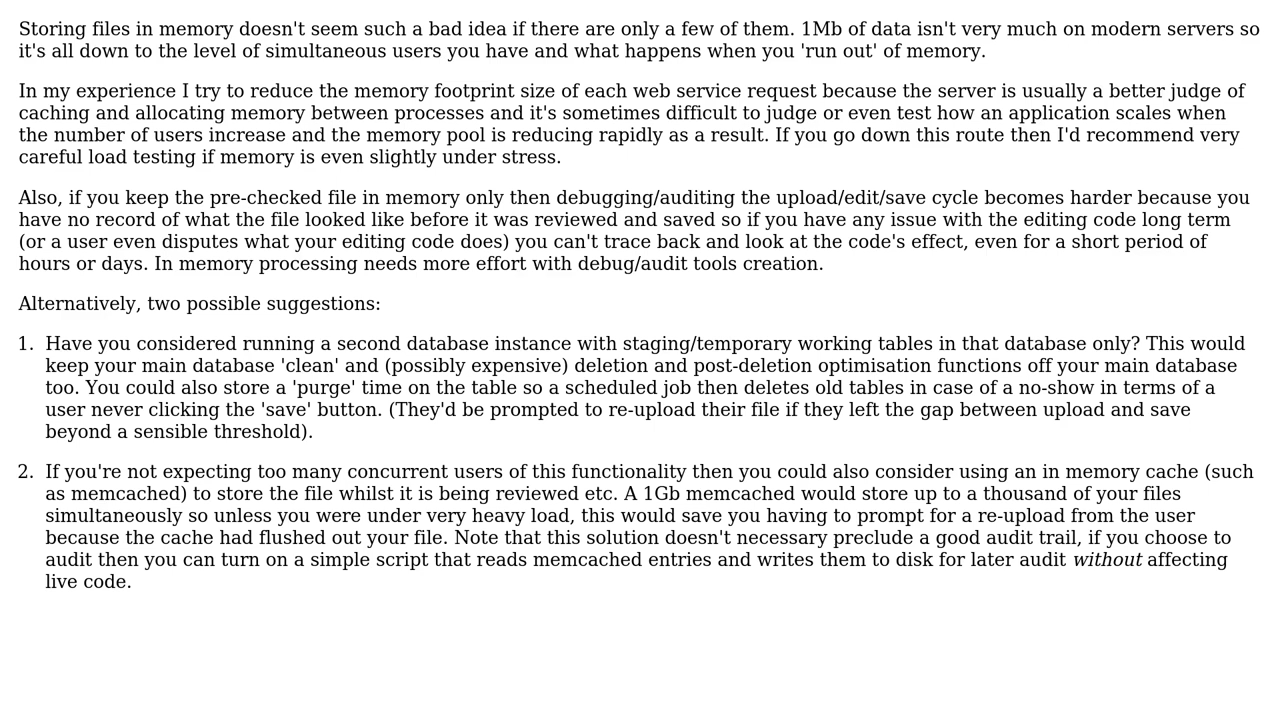 Storing files in memory doesn't seem such a bad idea if there are only a few of them. 1Mb of data isn't very much on modern servers so
it's all down to the level of simultaneous users you have and what happens when you 'run out' of memory.
In my experience I try to reduce the memory footprint size of each web service request because the server is usually a better judge of
caching and allocating memory between processes and it's sometimes difficult to judge or even test how an application scales when
the number of users increase and the memory pool is reducing rapidly as a result. If you go down this route then I'd recommend very
careful load testing if memory is even slightly under stress.
Also, if you keep the pre-checked file in memory only then debugging/auditing the upload/edit/save cycle becomes harder because you
have no record of what the file looked like before it was reviewed and saved so if you have any issue with the editing code long term
(or a user even disputes what your editing code does) you can't trace back and look at the code's effect, even for a short period of
hours or days. In memory processing needs more effort with debug/audit tools creation.
Alternatively, two possible suggestions:
1. Have you considered running a second database instance with staging/temporary working tables in that database only? This would
keep your main database 'clean' and (possibly expensive) deletion and post-deletion optimisation functions off your main database
too. You could also store a 'purge' time on the table so a scheduled job then deletes old tables in case of a no-show in terms of a
user never clicking the 'save' button. (They'd be prompted to re-upload their file if they left the gap between upload and save
beyond a sensible threshold).
2. If you're not expecting too many concurrent users of this functionality then you could also consider using an in memory cache (such
as memcached) to store the file whilst it is being reviewed etc. A 1Gb memcached would store up to a thousand of your files
simultaneously so unless you were under very heavy load, this would save you having to prompt for a re-upload from the user
because the cache had flushed out your file. Note that this solution doesn't necessary preclude a good audit trail, if you choose to
audit then you can turn on a simple script that reads memcached entries and writes them to disk for later audit without affecting
live code.